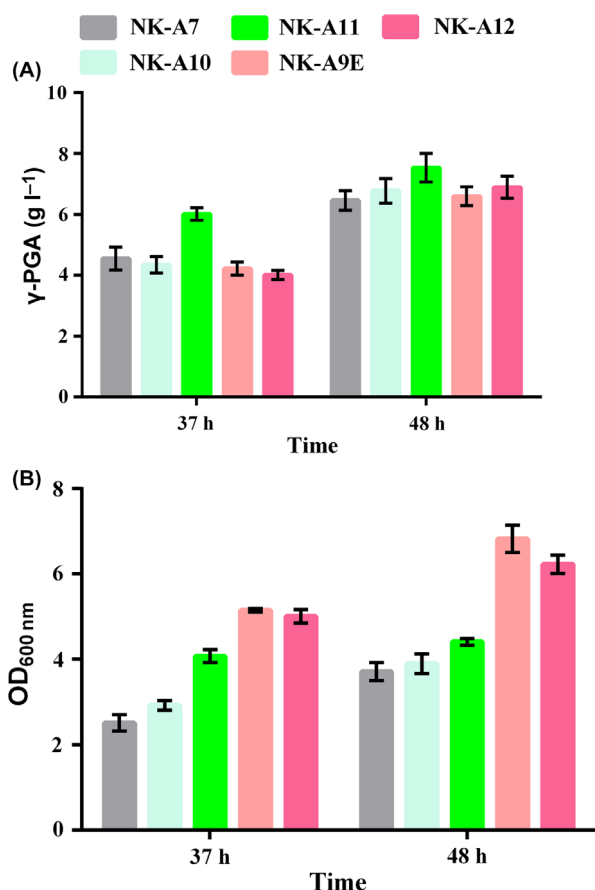 NK-A7 NK-A11 NK-A12
NK-A10 NK-A9E
(A)
10
8
6
4
2
0
γ-PGA (g l⁻¹)
37 h 48 h
Time
(B)
8
6
4
2
0
OD600 nm
37 h 48 h
Time